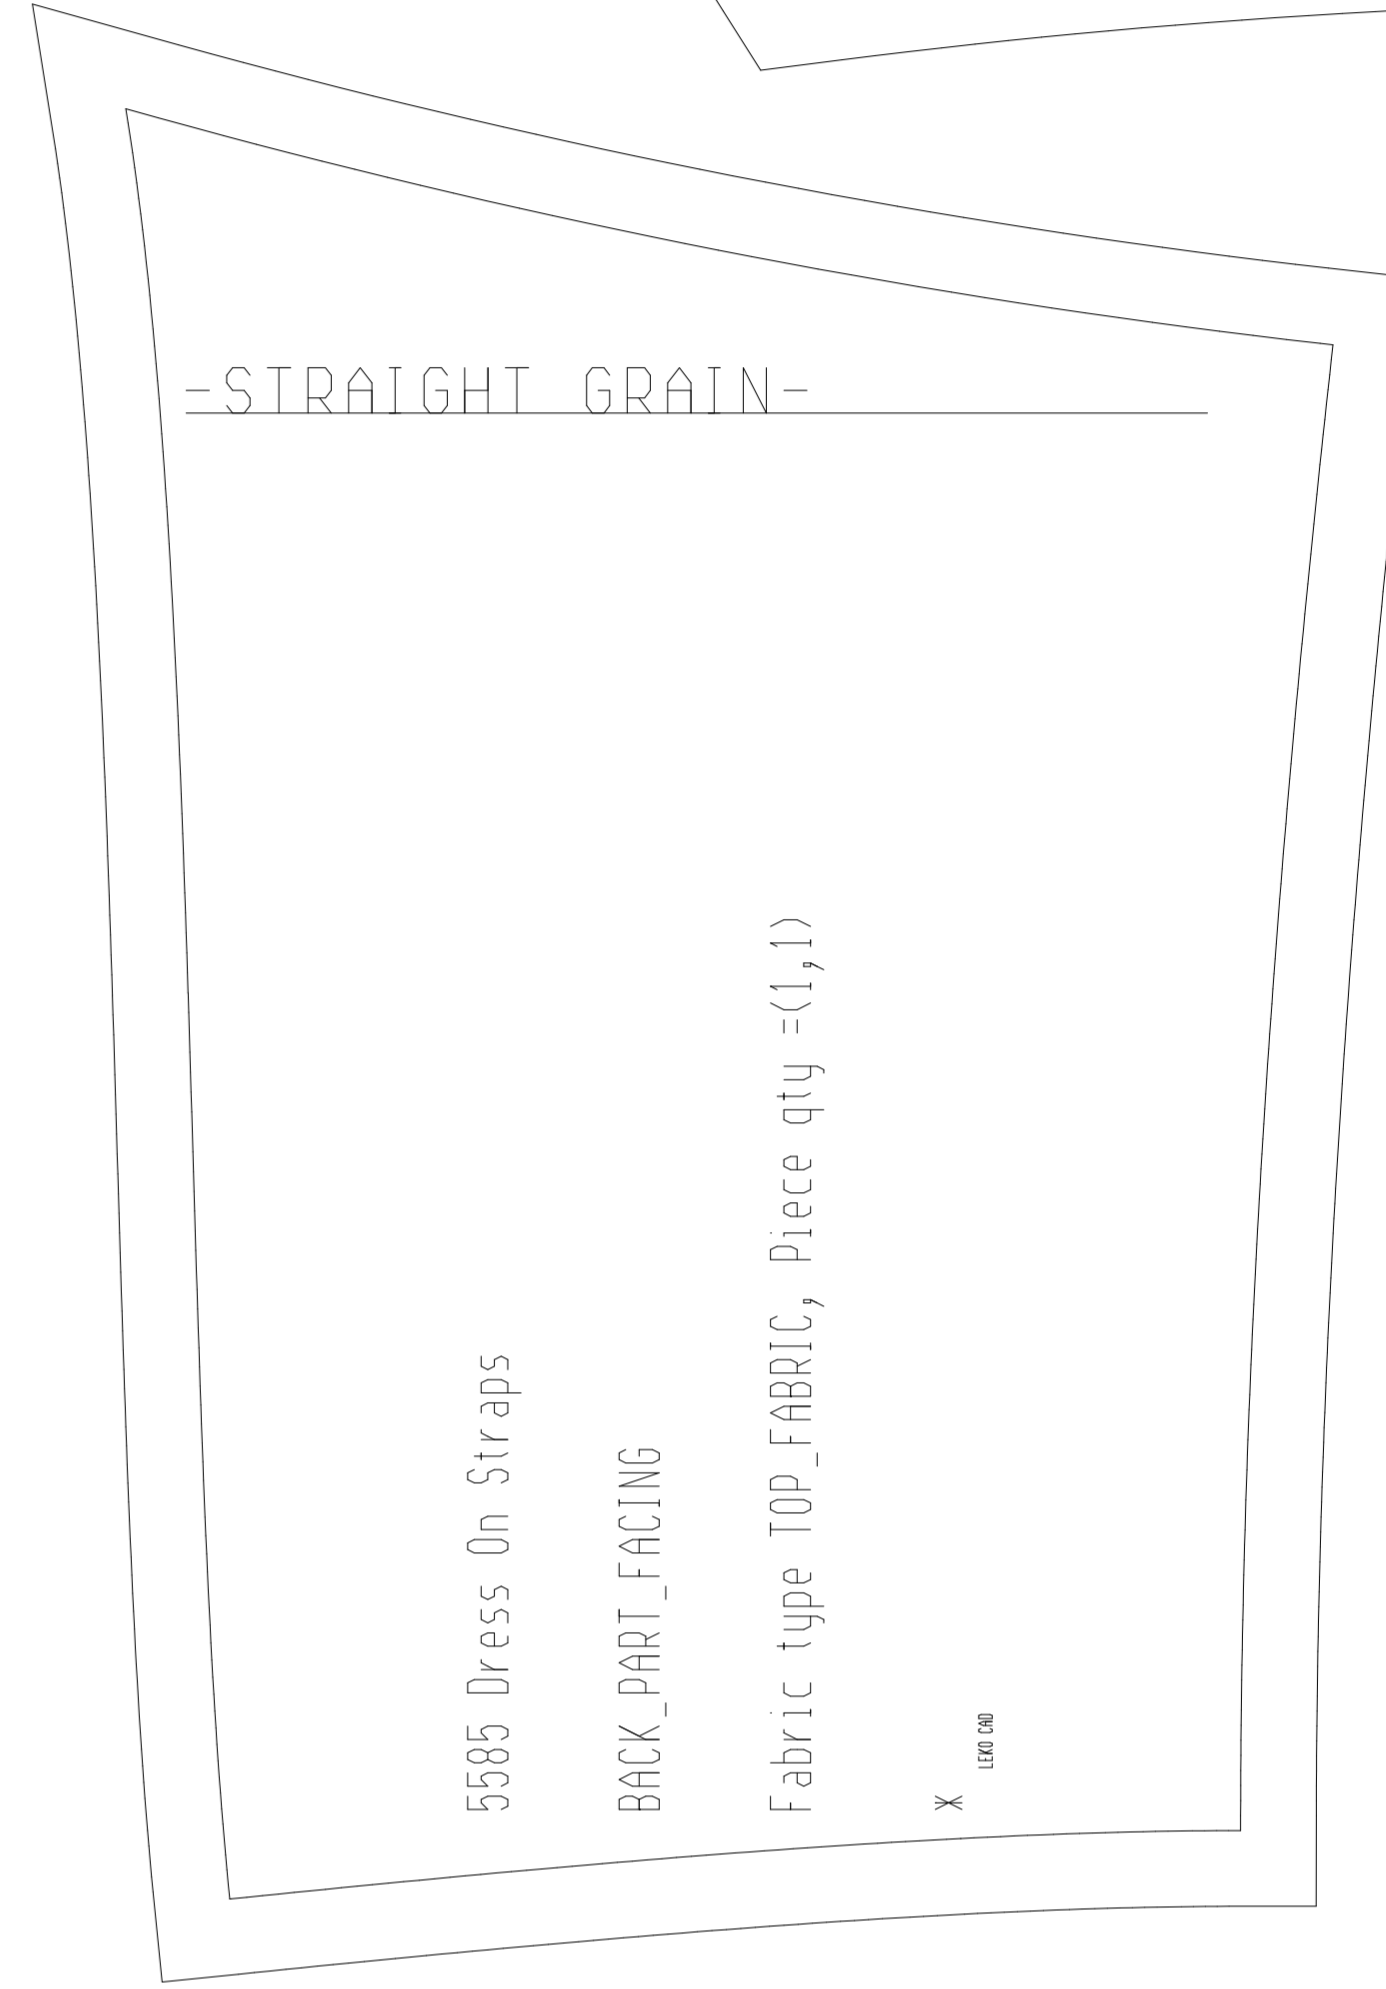 -STRAIGHT GRAIN-
5585 Dress On Straps
BACK_PART_FACING
Fabric type TOP_FABRIC, Piece qty =(1,1)
*
LEKO CAD